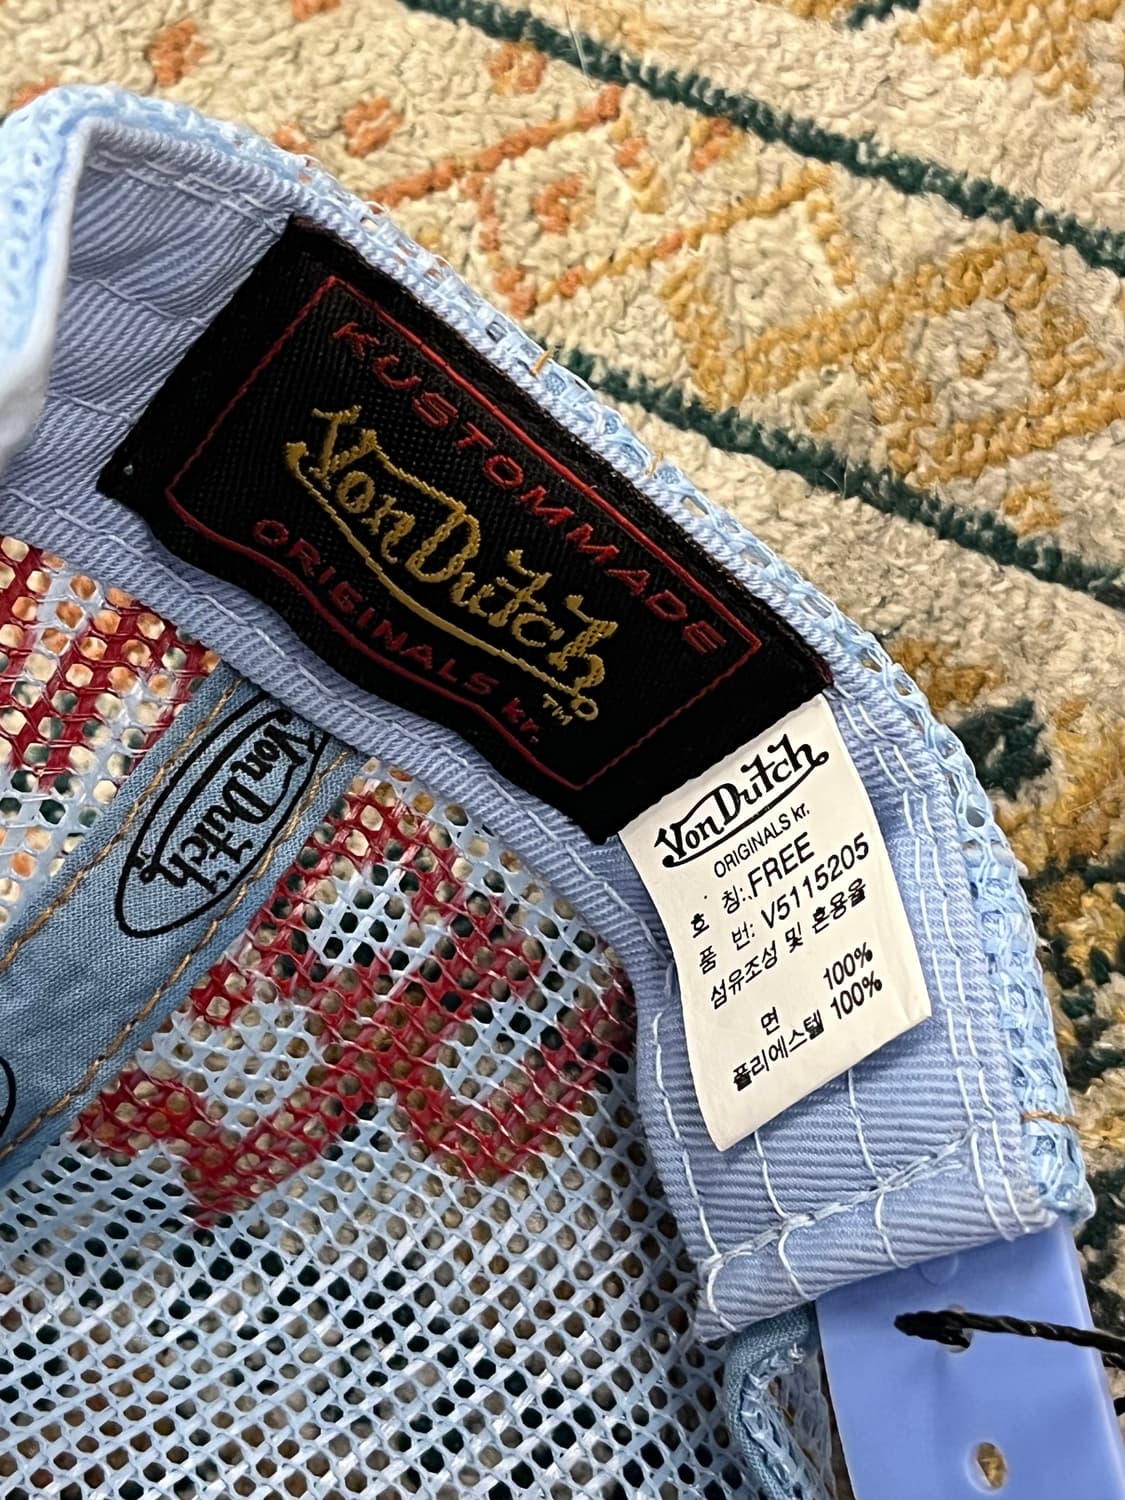 KUSTOMMADE
Von Dutch
TM
ORIGINALS kr.
Von Dutch
Von Dutch
ORIGINALS kr.
호 칭: FREE
품 번: V5115205
섬유조성 및 혼용율
면 100%
폴리에스텔 100%